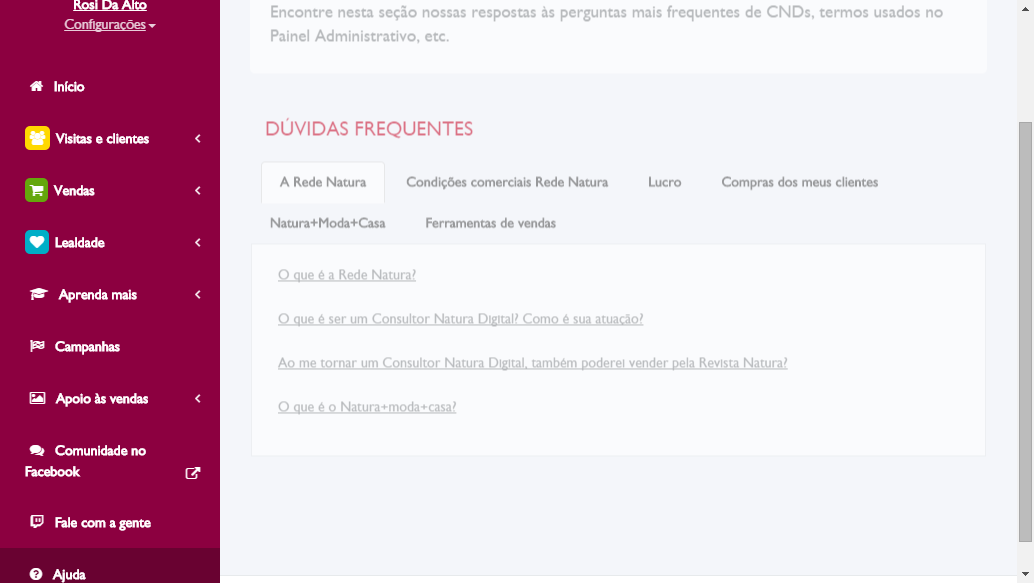 Rosi Da Alto
Configurações
Início
Visitas e clientes
Vendas
Lealdade
Aprenda mais
Campanhas
Apoio às vendas
Comunidade no
Facebook
Fale com a gente
Ajuda
Encontre nesta seção nossas respostas às perguntas mais frequentes de CNDs, termos usados no
Painel Administrativo, etc.
DÚVIDAS FREQUENTES
A Rede Natura
Condições comerciais Rede Natura
Lucro
Compras dos meus clientes
Natura+Moda+Casa
Ferramentas de vendas
O que é a Rede Natura?
O que é ser um Consultor Natura Digital? Como é sua atuação?
Ao me tornar um Consultor Natura Digital, também poderei vender pela Revista Natura?
O que é o Natura+moda+casa?